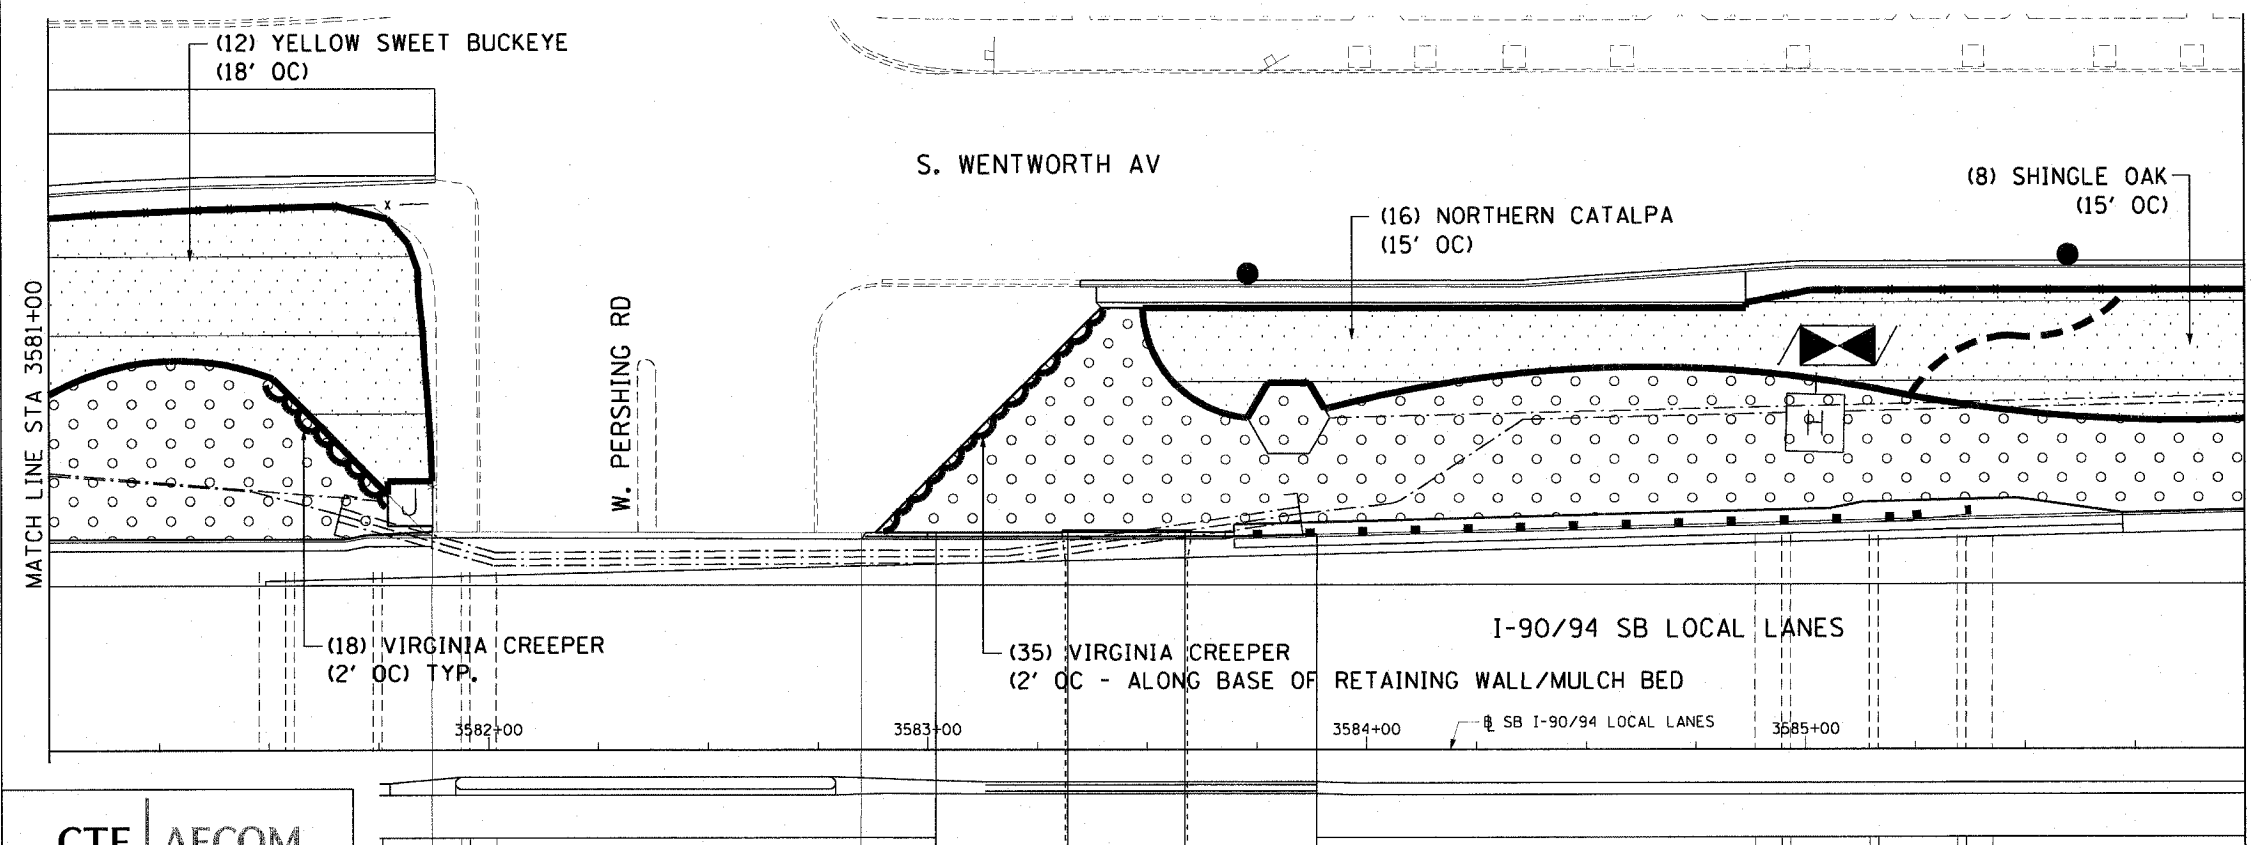 (12) YELLOW SWEET BUCKEYE
(18' OC)
S. WENTWORTH AV
(8) SHINGLE OAK
(15' OC)
(16) NORTHERN CATALPA
(15' OC)
MATCH LINE STA 3581+00
W. PERSHING RD
X
J
H
I-90/94 SB LOCAL LANES
(18) VIRGINIA CREEPER
(2' OC) TYP.
(35) VIRGINIA CREEPER
(2' OC - ALONG BASE OF RETAINING WALL/MULCH BED
3582+00
3583+00
3584+00
SB I-90/94 LOCAL LANES
3585+00
CTE AECOM